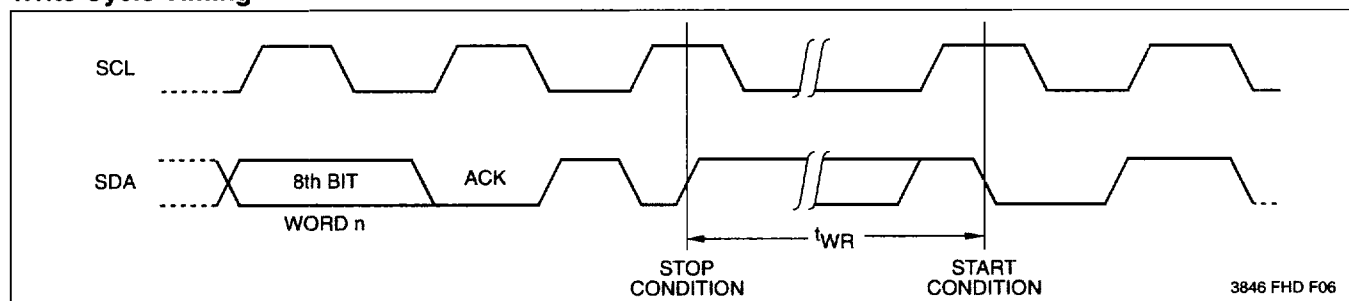 SCL
SDA
8th BIT
ACK
WORD n
tWR
STOP
CONDITION
START
CONDITION
3846 FHD F06